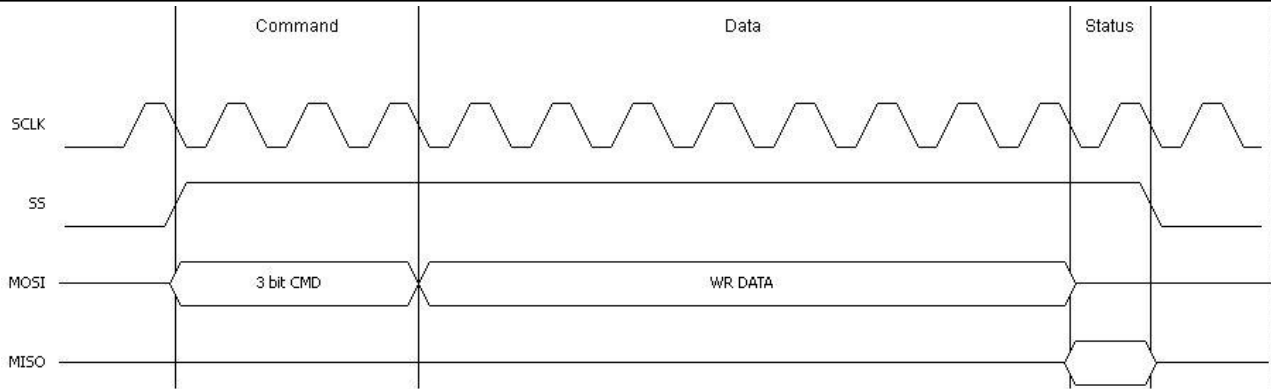 Command Data Status
SCLK
SS
MOSI 3 bit CMD WR DATA
MISO